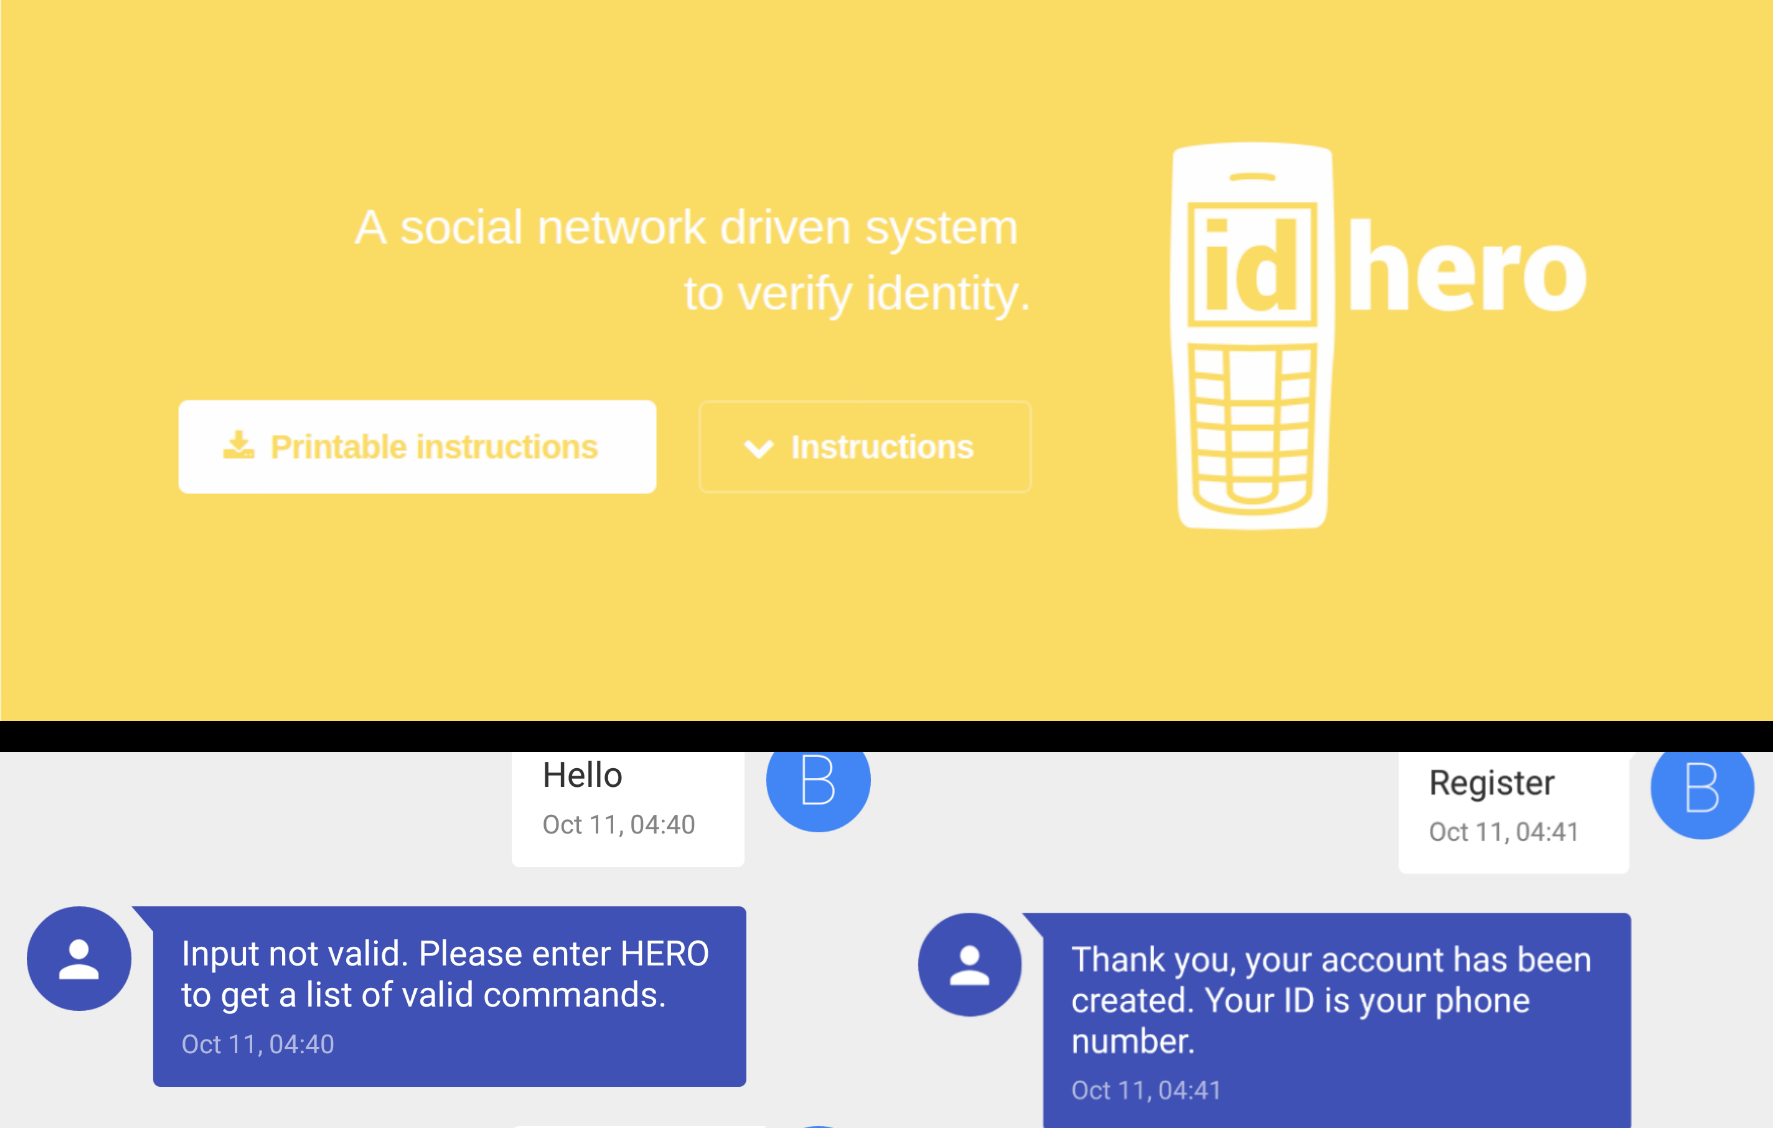 A social network driven system
to verify identity.
Printable instructions
Instructions
id hero
Hello
Oct 11, 04:40
B
Input not valid. Please enter HERO
to get a list of valid commands.
Oct 11, 04:40
Register
Oct 11, 04:41
B
Thank you, your account has been
created. Your ID is your phone
number.
Oct 11, 04:41